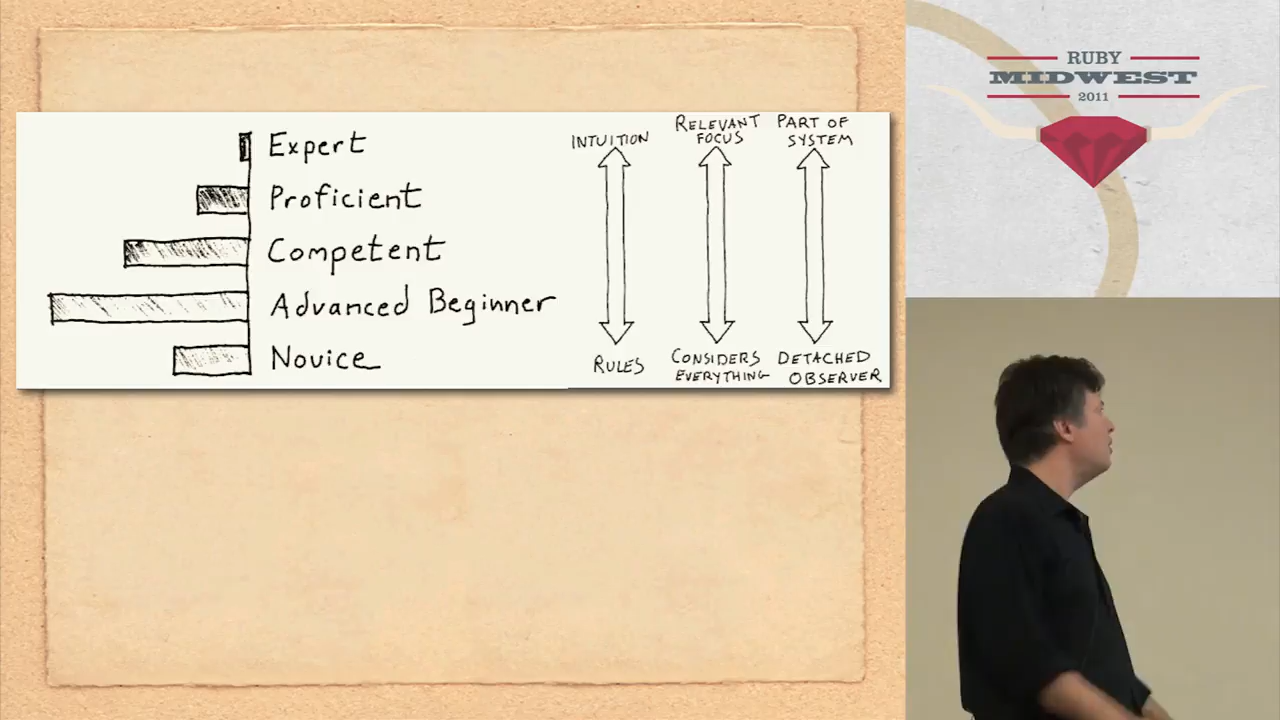 Expert
Proficient
Competent
Advanced Beginner
Novice
INTUITION
RULES
RELEVANT
FOCUS
CONSIDERS
EVERYTHING
PART OF
SYSTEM
DETACHED
OBSERVER
RUBY
MIDWEST
2011